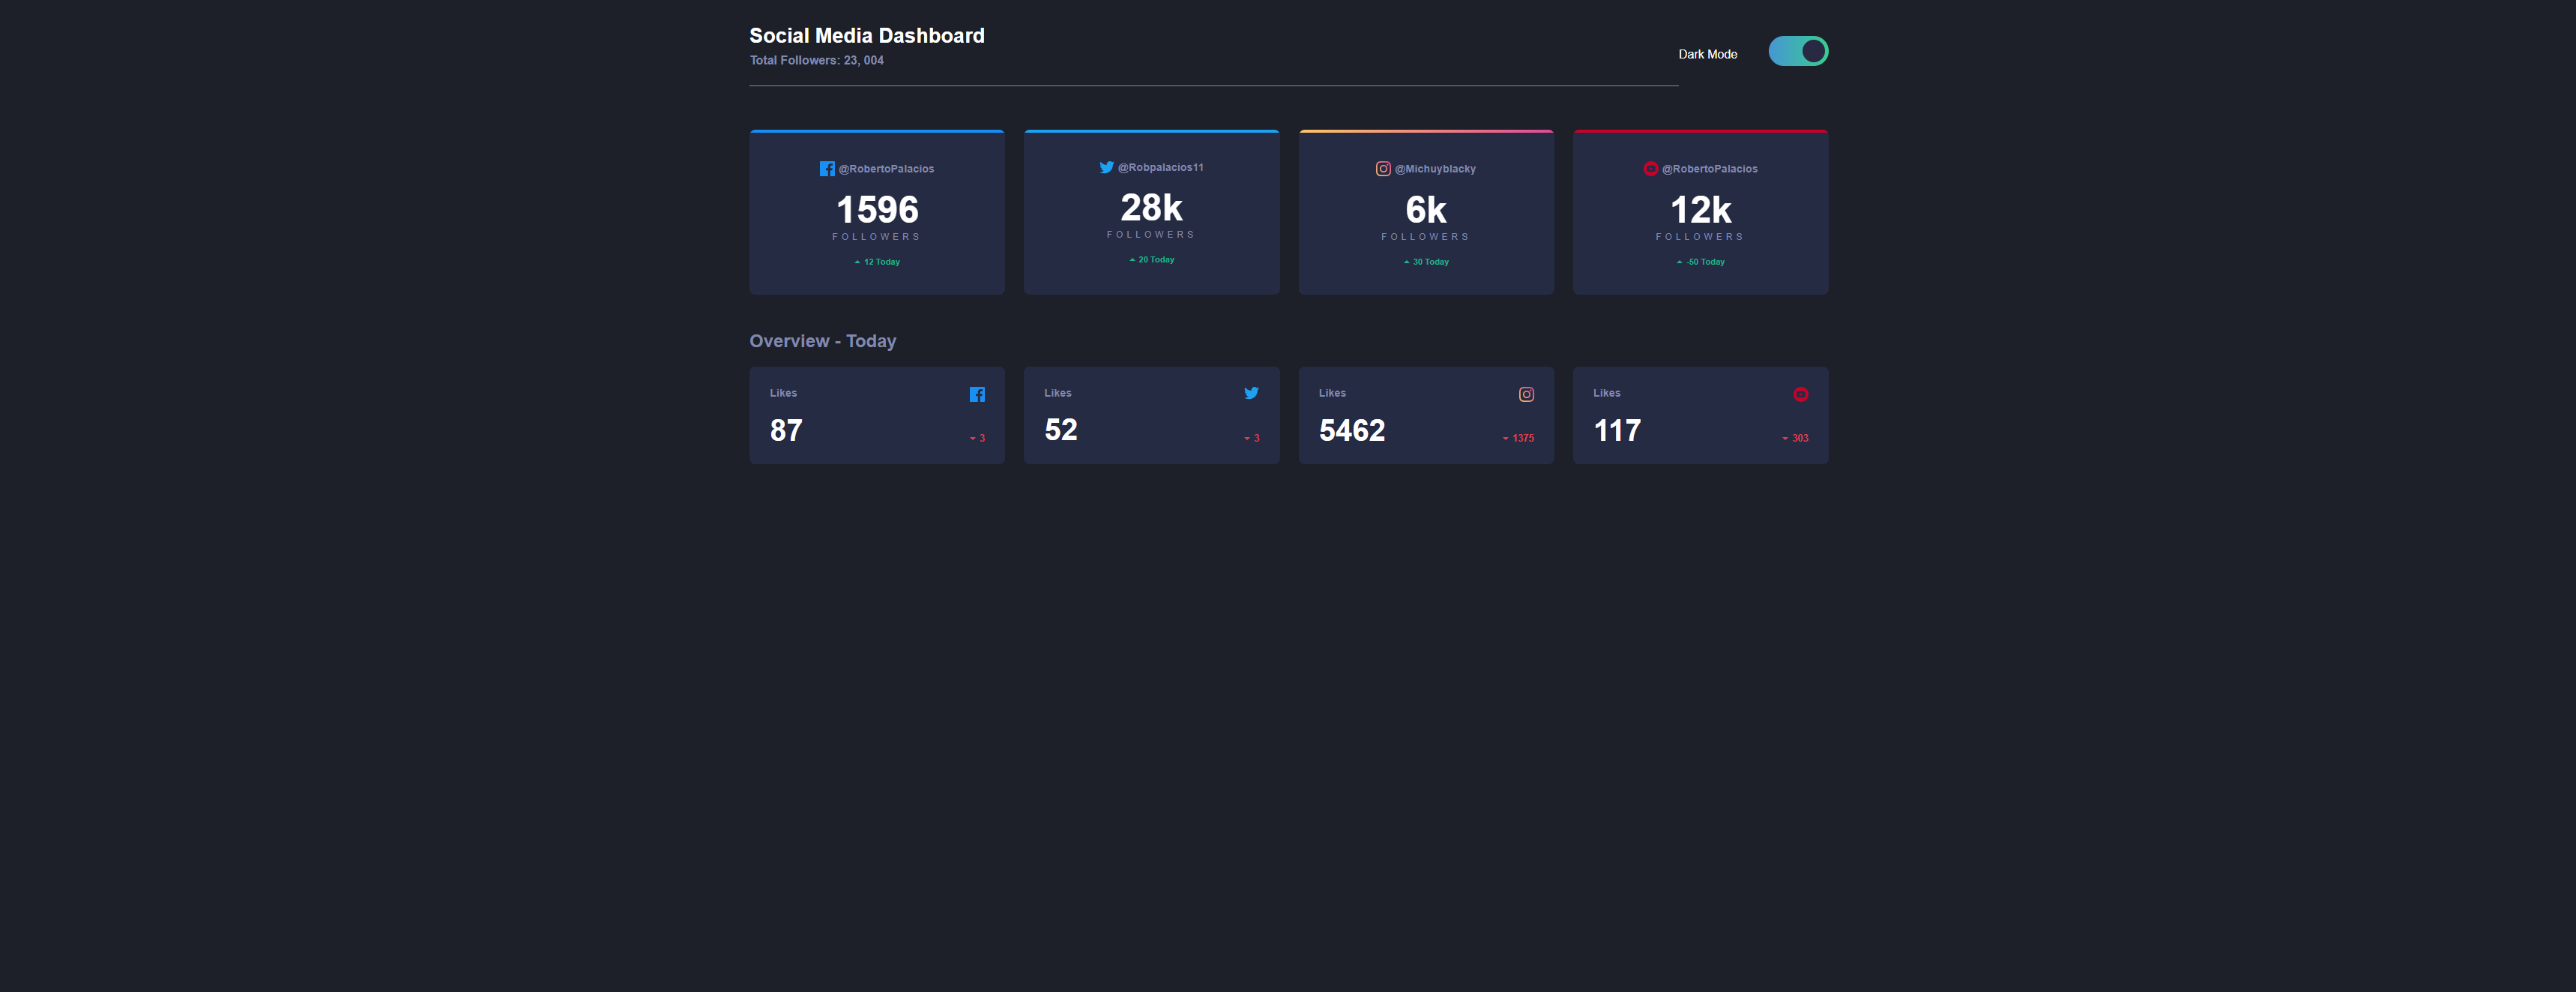 Social Media Dashboard
Total Followers: 23, 004
Dark Mode
@RobertoPalacios
1596
FOLLOWERS
12 Today
@Robpalacios11
28k
FOLLOWERS
20 Today
@Michuyblacky
6k
FOLLOWERS
30 Today
@RobertoPalacios
12k
FOLLOWERS
-50 Today
Overview - Today
Likes
87
3
Likes
52
3
Likes
5462
1375
Likes
117
303